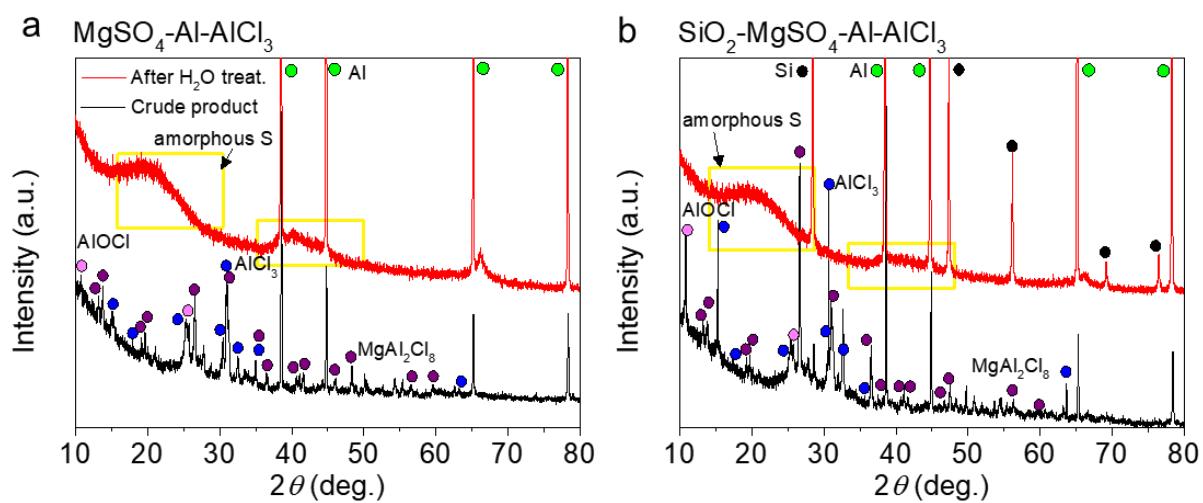 a MgSO₄-Al-AlCl₃
After H₂O treat.
Crude product
Al
amorphous S
AlOCl
AlCl₃
MgAl₂Cl₈
Intensity (a.u.)
10 20 30 40 50 60 70 80
2θ (deg.)
b SiO₂-MgSO₄-Al-AlCl₃
Si
Al
amorphous S
AlCl₃
AlOCl
MgAl₂Cl₈
Intensity (a.u.)
10 20 30 40 50 60 70 80
2θ (deg.)